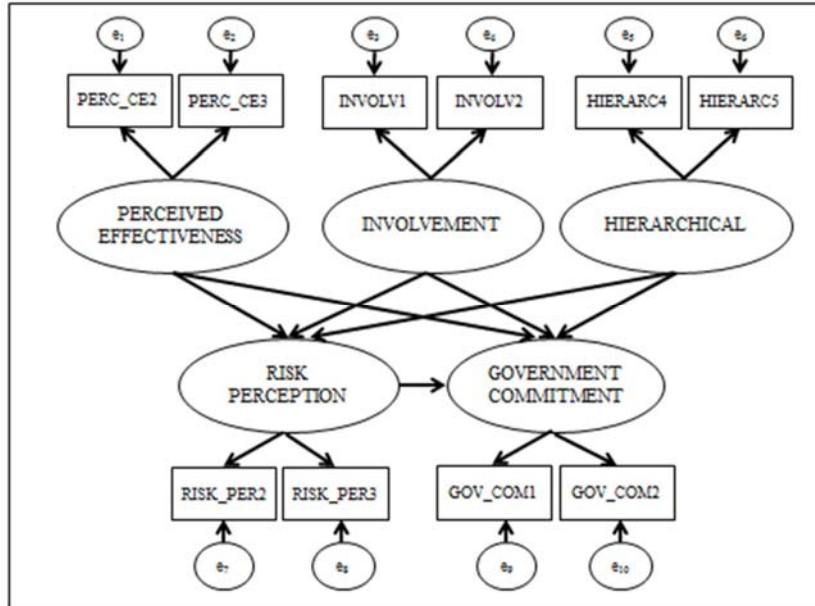 e₁
e₂
e₃
e₄
e₅
e₆
PERC_CE2
PERC_CE3
INVOLV1
INVOLV2
HIERARC4
HIERARC5
PERCEIVED
EFFECTIVENESS
INVOLVEMENT
HIERARCHICAL
RISK
PERCEPTION
GOVERNMENT
COMMITMENT
RISK_PER2
RISK_PER3
GOV_COM1
GOV_COM2
e₇
e₈
e₉
e₁₀